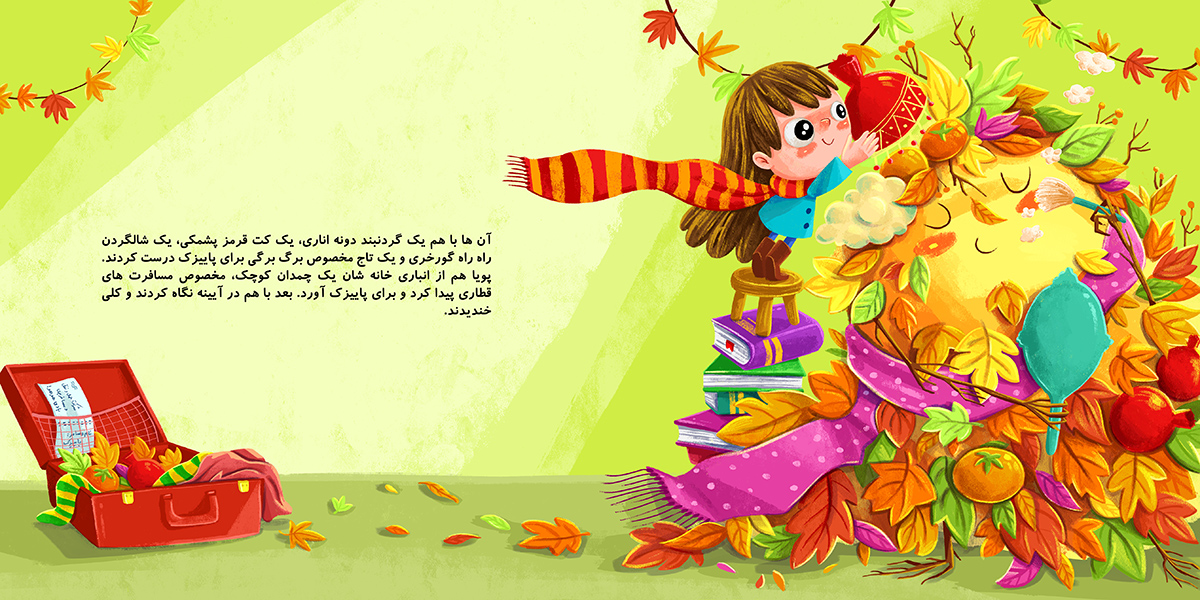 آن ها با هم یک گردنبند دونه اناری، یک کت قرمز پشمکی، یک شالگردن
راه راه گورخری و یک تاج مخصوص برگ برگی برای پاییزک درست کردند.
پویا هم از انباری خانه شان یک چمدان کوچک، مخصوص مسافرت های
قطاری پیدا کرد و برای پاییزک آورد. بعد با هم در آیینه نگاه کردند و کلی
خندیدند.